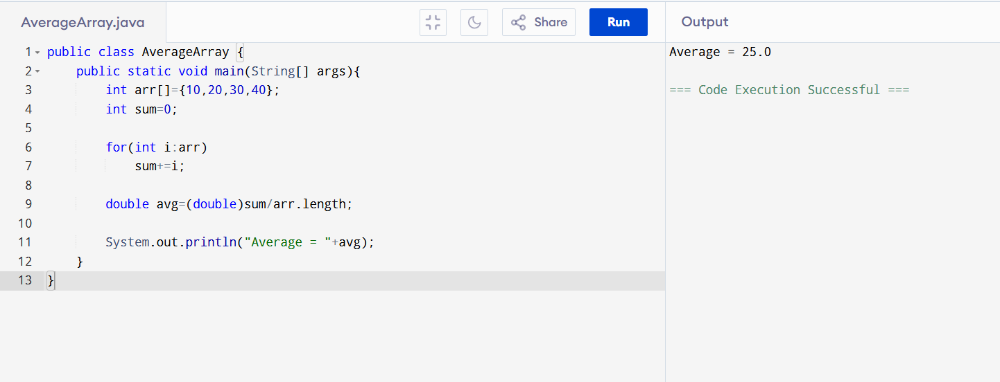 AverageArray.java
Share
Run
Output
1 public class AverageArray {
2     public static void main(String[] args){
3         int arr[]={10,20,30,40};
4         int sum=0;
5
6         for(int i:arr)
7             sum+=i;
8
9         double avg=(double)sum/arr.length;
10
11         System.out.println("Average = "+avg);
12     }
13 }
Average = 25.0
=== Code Execution Successful ===